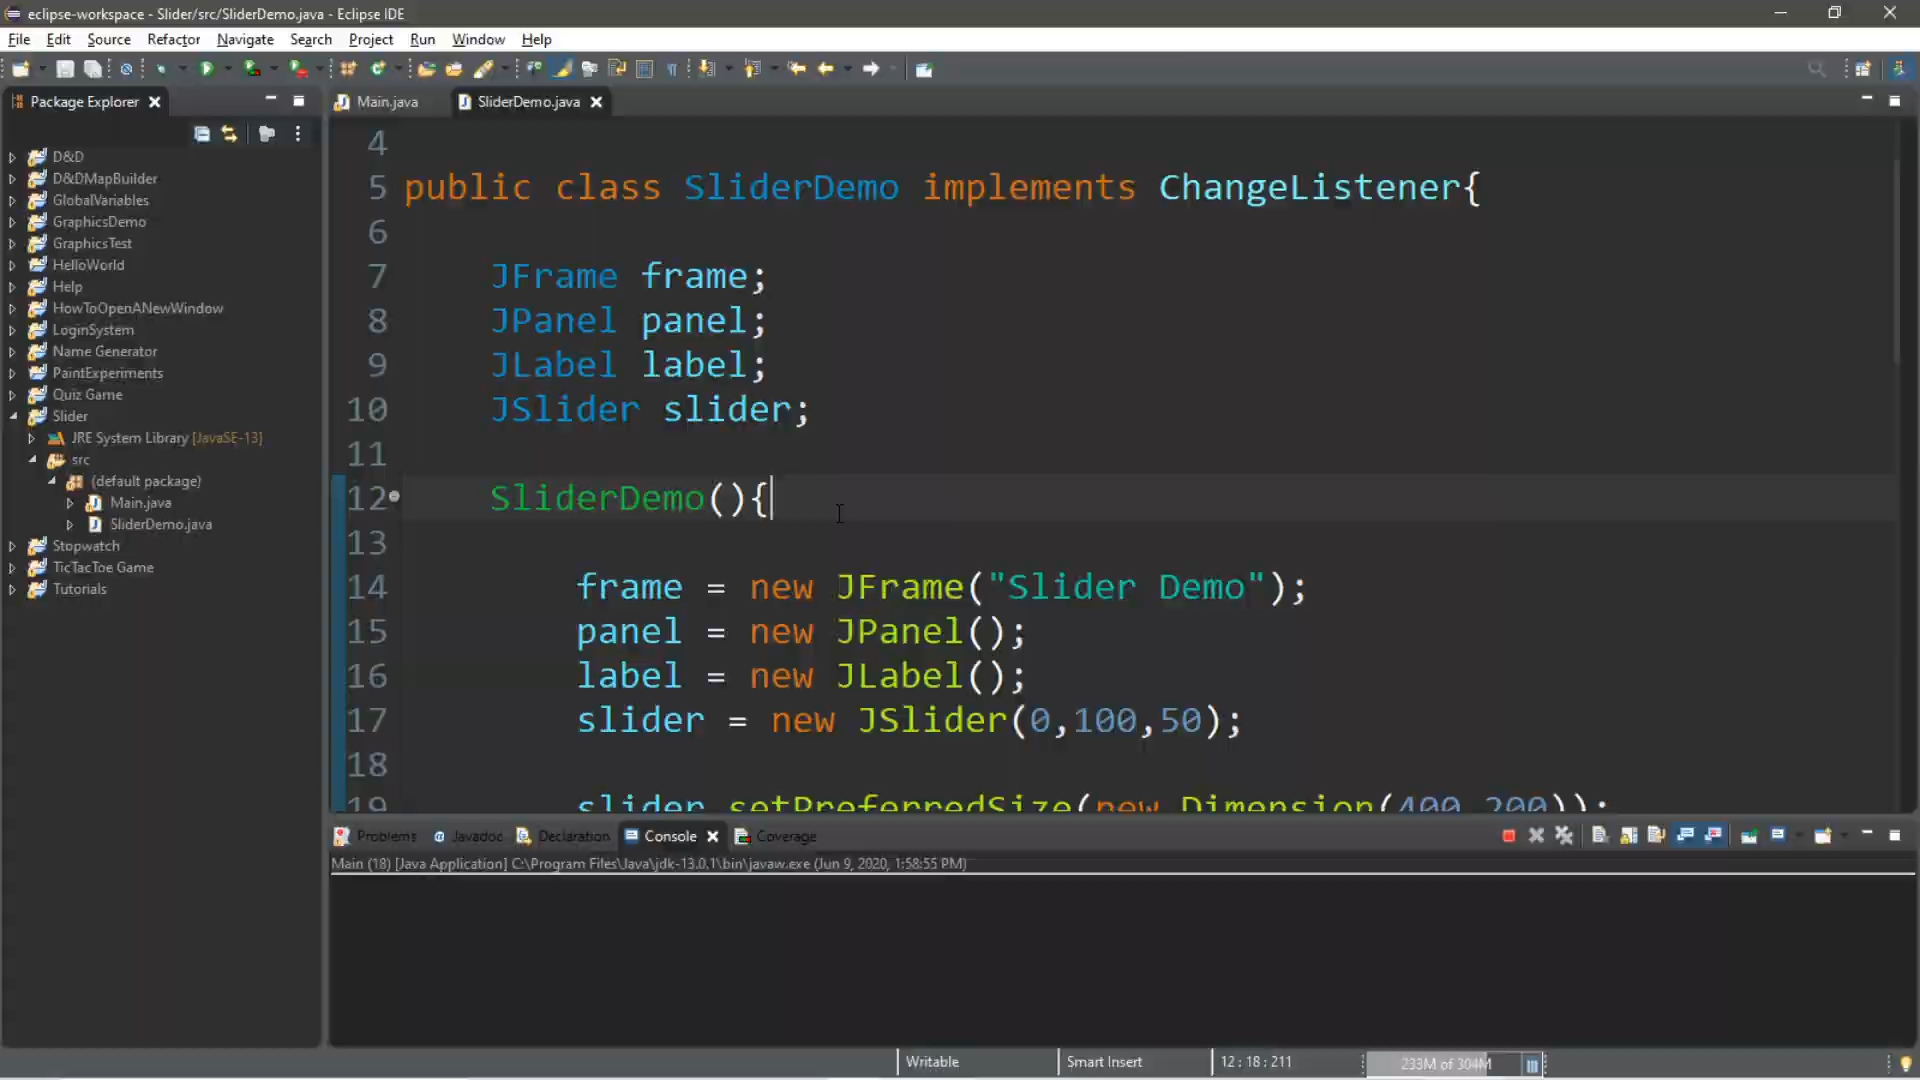 eclipse-workspace - Slider/src/SliderDemo.java - Eclipse IDE
File Edit Source Refactor Navigate Search Project Run Window Help
Package Explorer
Main.java SliderDemo.java
D&D
D&DMapBuilder
GlobalVariables
GraphicsDemo
GraphicsTest
HelloWorld
Help
HowToOpenANewWindow
LoginSystem
Name Generator
PaintExperiments
Quiz Game
Slider
JRE System Library [JavaSE-13]
src
(default package)
Main.java
SliderDemo.java
Stopwatch
TicTacToe Game
Tutorials
4
5 public class SliderDemo implements ChangeListener{
6
7 JFrame frame;
8 JPanel panel;
9 JLabel label;
10 JSlider slider;
11
12 SliderDemo(){
13
14 frame = new JFrame("Slider Demo");
15 panel = new JPanel();
16 label = new JLabel();
17 slider = new JSlider(0,100,50);
18
19 slider.setPreferredSize(new Dimension(400,200));
Problems Javadoc Declaration Console Coverage
Main (18) [Java Application] C:\Program Files\Java\jdk-13.0.1\bin\javaw.exe (Jun 9, 2020, 1:58:55 PM)
Writable Smart Insert 12 : 18 : 211 233M of 304M